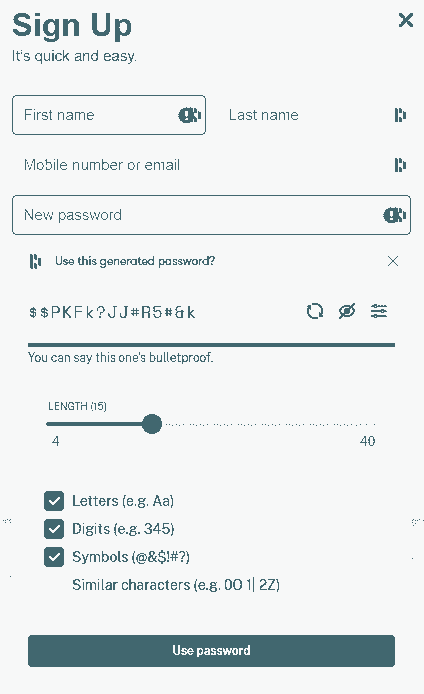 Sign Up
It's quick and easy.
First name
Last name
Mobile number or email
New password
Use this generated password?
$$PKFk?JJ#R5#&k
You can say this one's bulletproof.
LENGTH (15)
4
40
Letters (e.g. Aa)
Digits (e.g. 345)
Symbols (@&$!#?)
Similar characters (e.g. 0O 1| 2Z)
Use password